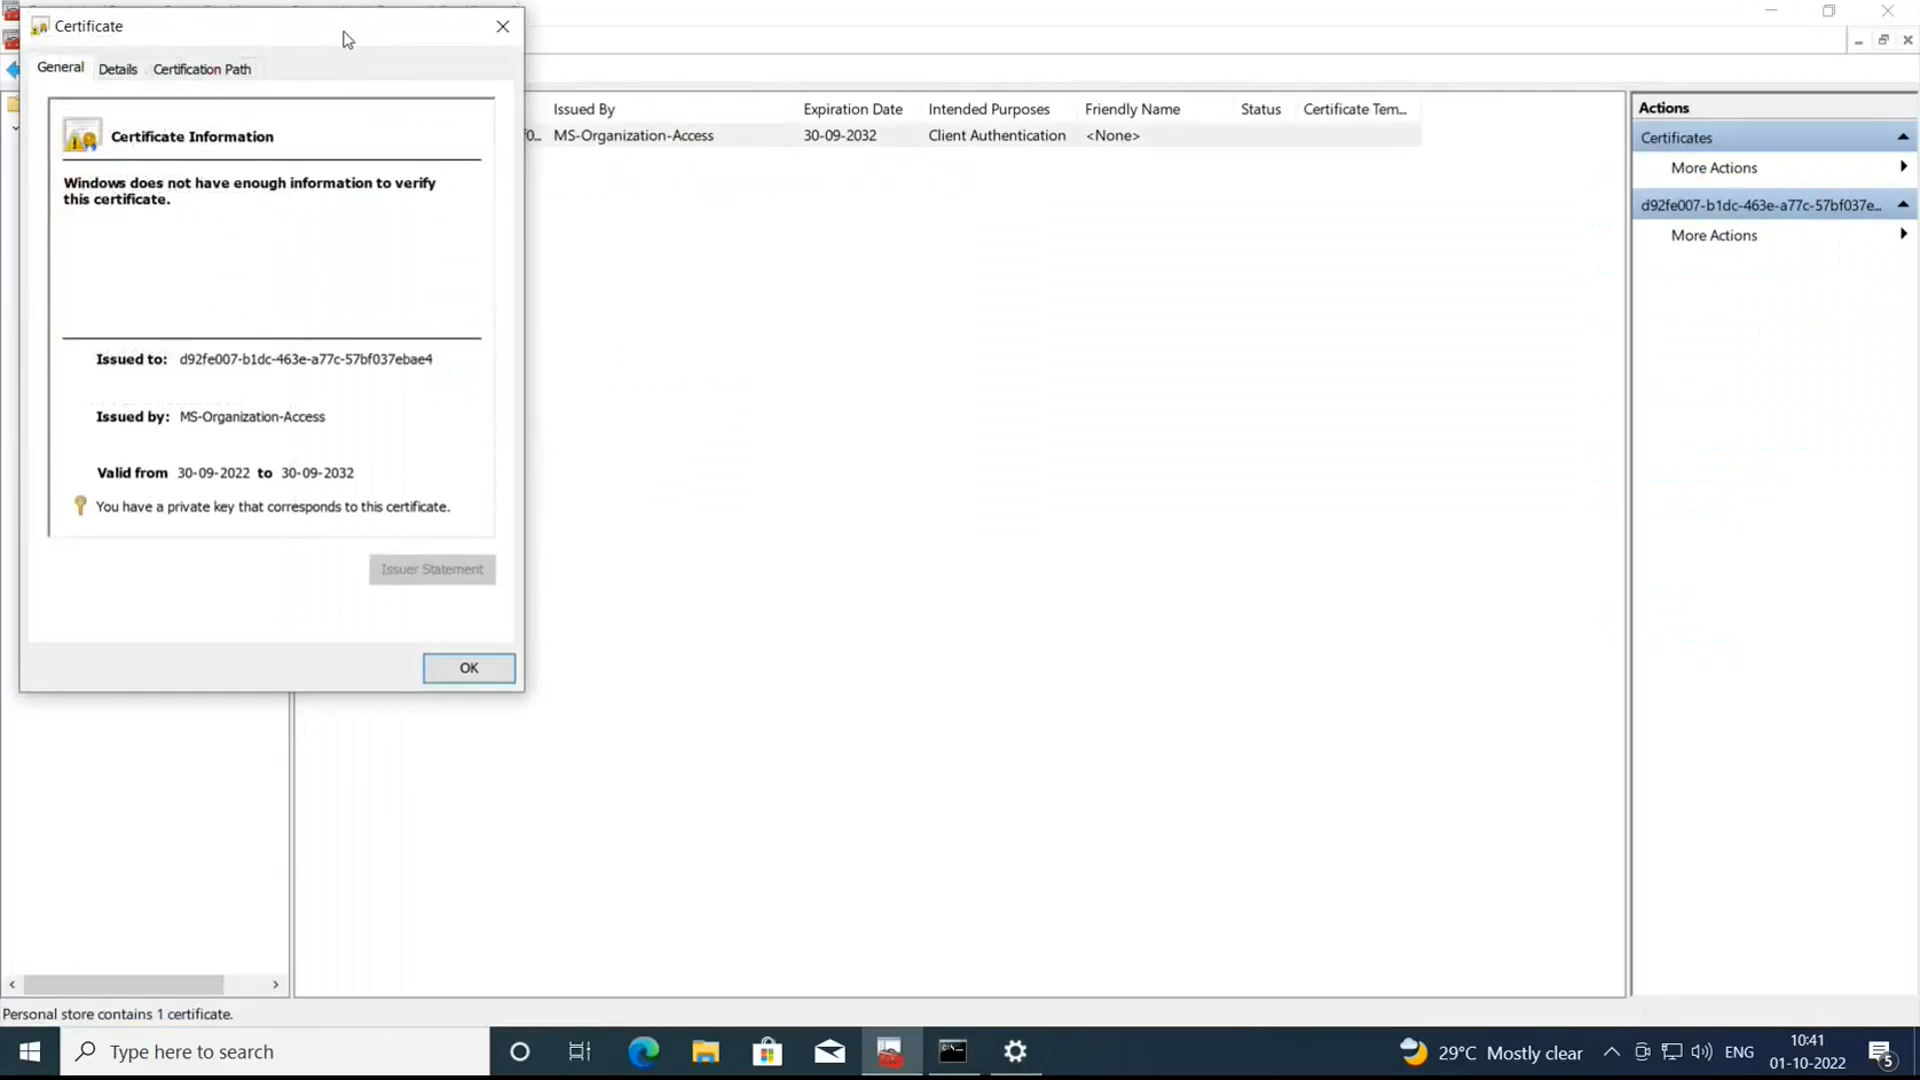 Certificate
General
Details
Certification Path
Certificate Information
Windows does not have enough information to verify
this certificate.
Issued to: d92fe007-b1dc-463e-a77c-57bf037ebae4
Issued by: MS-Organization-Access
Valid from 30-09-2022 to 30-09-2032
You have a private key that corresponds to this certificate.
Issuer Statement
OK
Issued By
Expiration Date
Intended Purposes
Friendly Name
Status
Certificate Tem...
f0...
MS-Organization-Access
30-09-2032
Client Authentication
<None>
Actions
Certificates
More Actions
d92fe007-b1dc-463e-a77c-57bf037e...
More Actions
Personal store contains 1 certificate.
Type here to search
29°C Mostly clear
ENG
10:41
01-10-2022
5